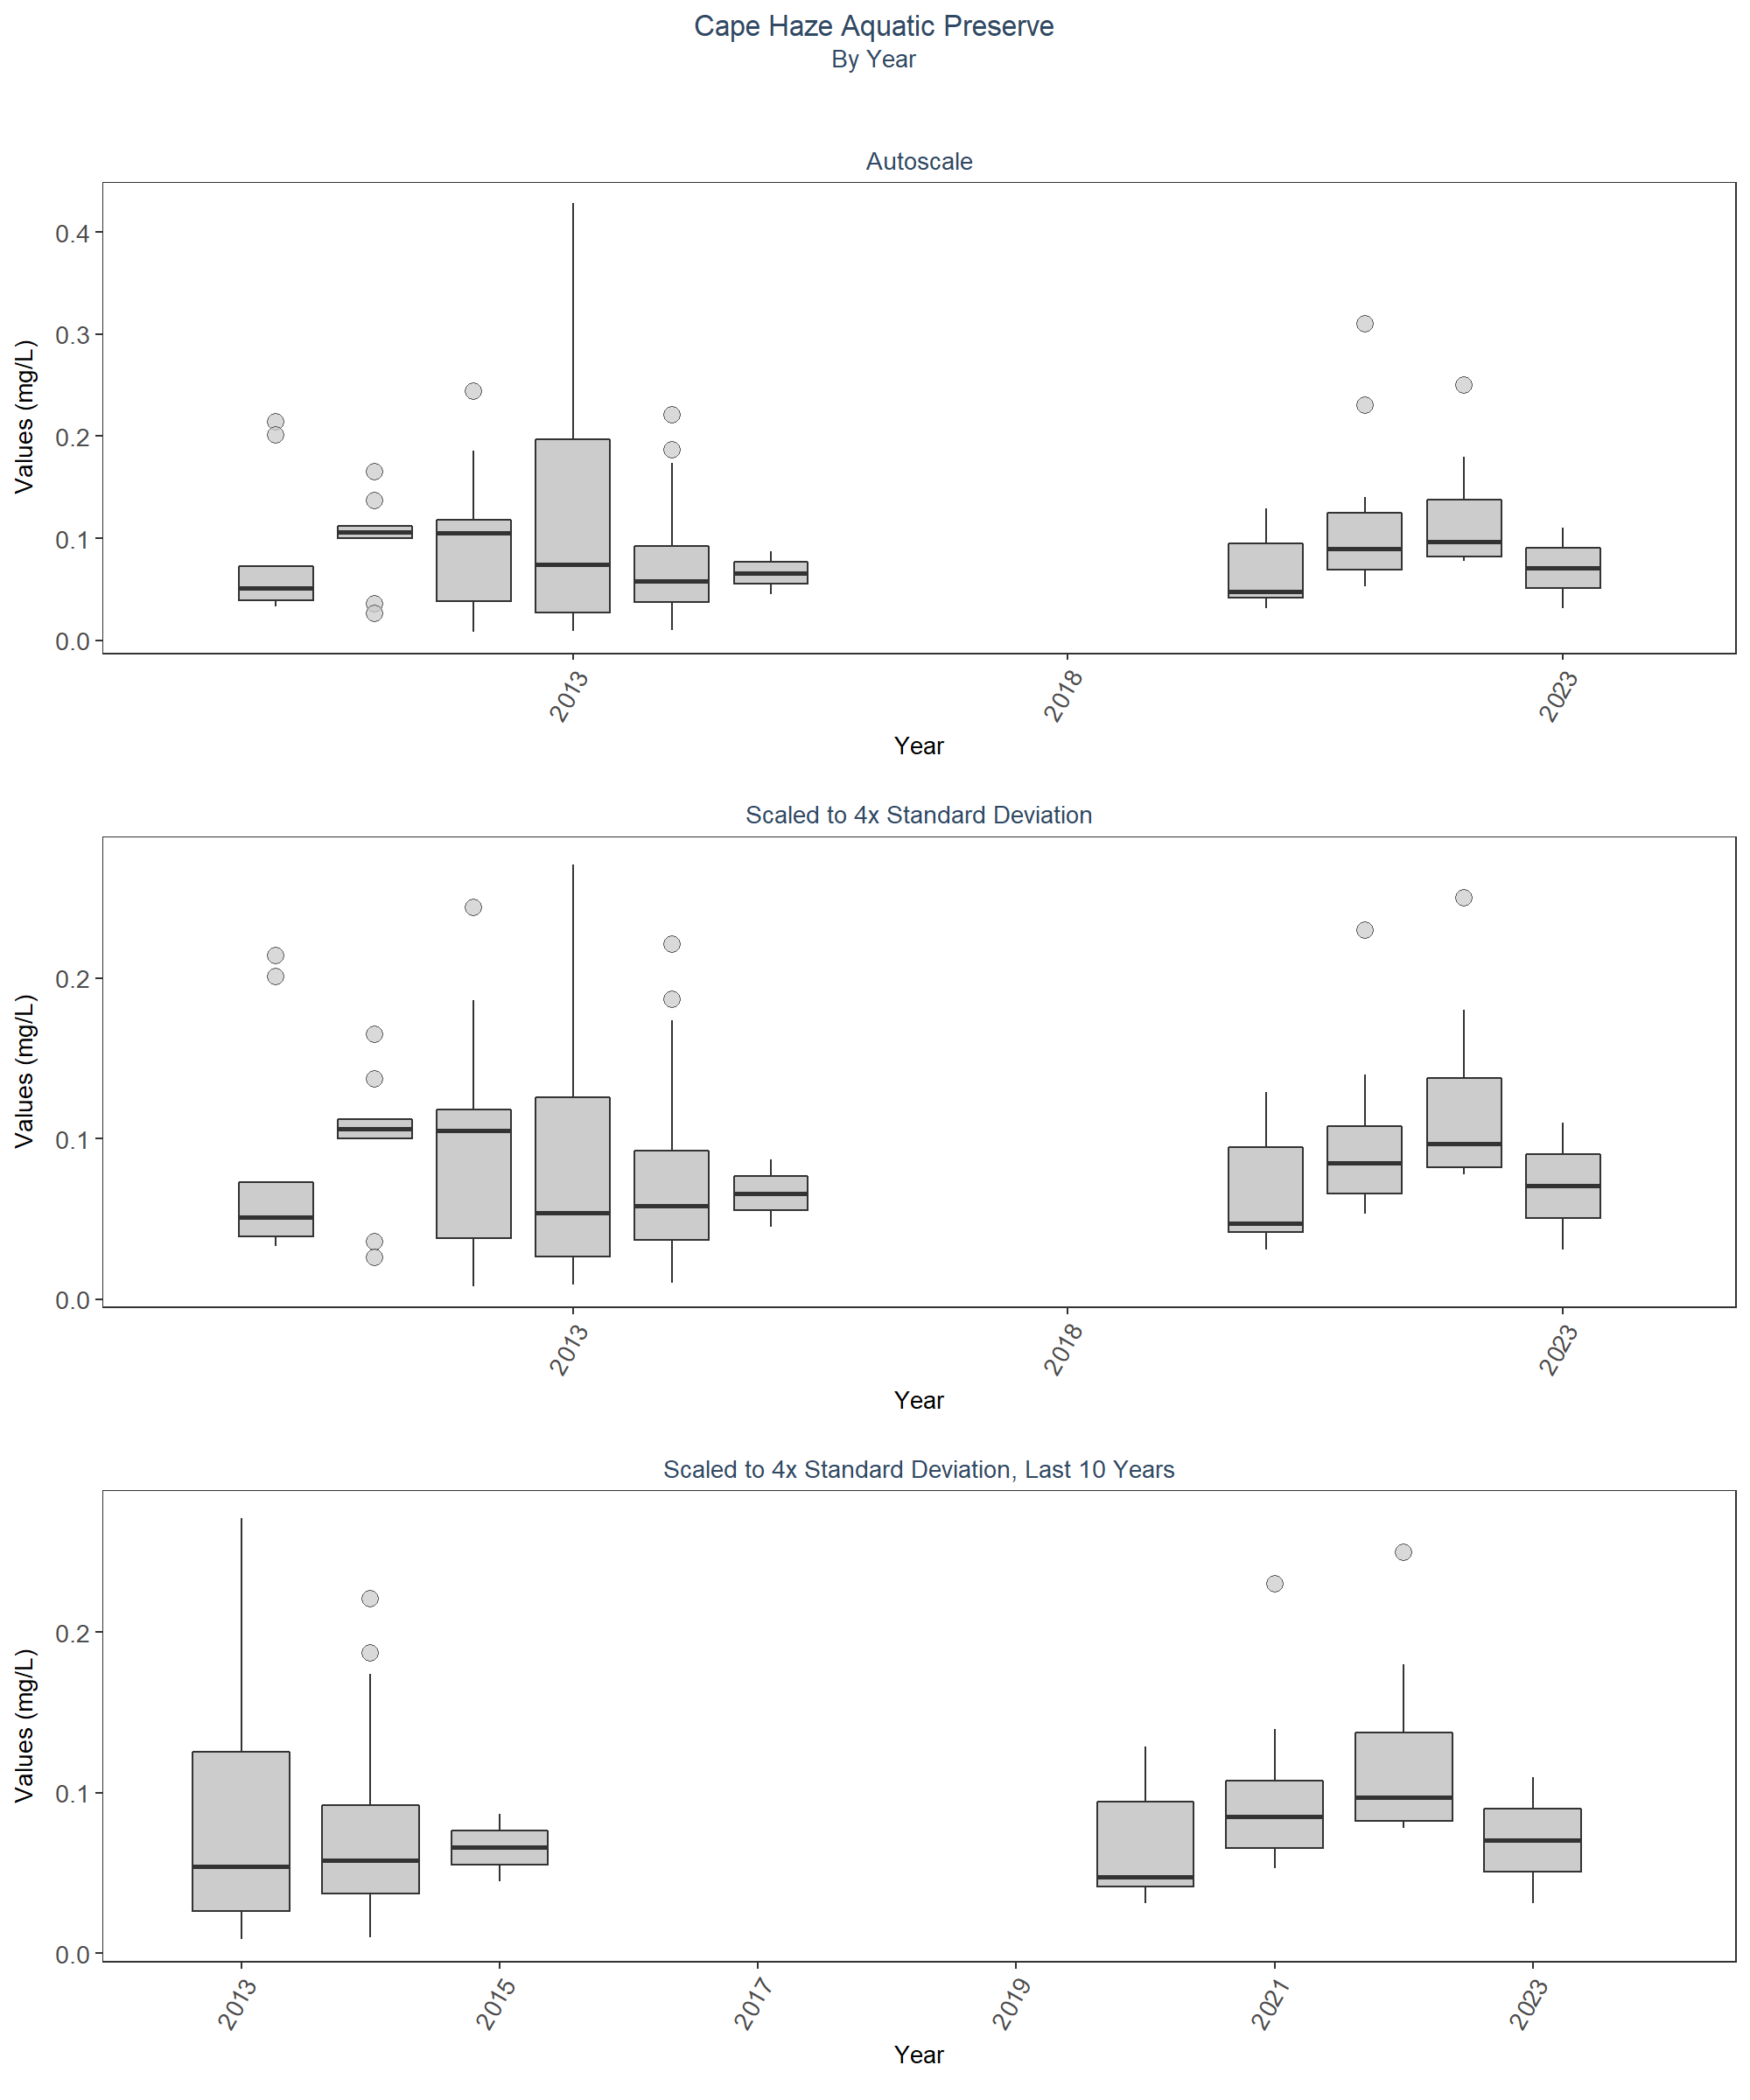 Cape Haze Aquatic Preserve
By Year
Autoscale
Values (mg/L)
0.4
0.3
0.2
0.1
0.0
2013
2018
2023
Year
Scaled to 4x Standard Deviation
Values (mg/L)
0.2
0.1
0.0
2013
2018
2023
Year
Scaled to 4x Standard Deviation, Last 10 Years
Values (mg/L)
0.2
0.1
0.0
2013
2015
2017
2019
2021
2023
Year